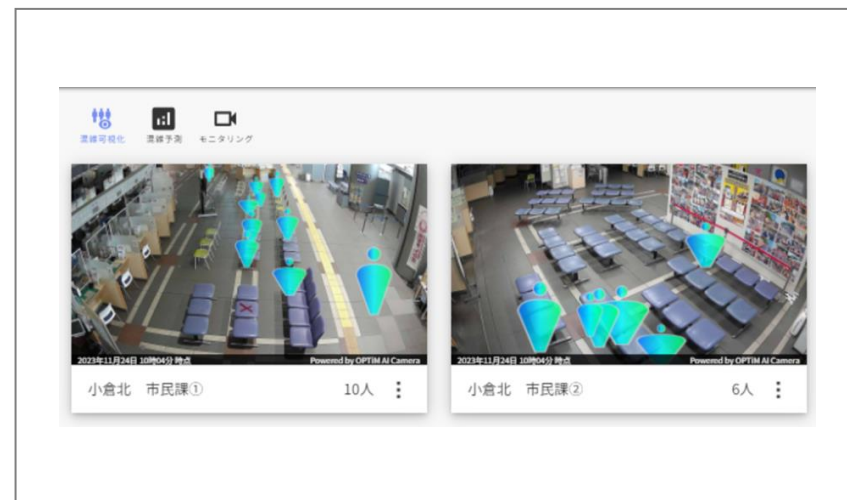 混雑可視化 混雑予測 モニタリング
2023年11月24日 10時04分 時点 Powered by OPTiM AI Camera
2023年11月24日 10時04分 時点 Powered by OPTiM AI Camera
小倉北 市民課① 10人
小倉北 市民課② 6人